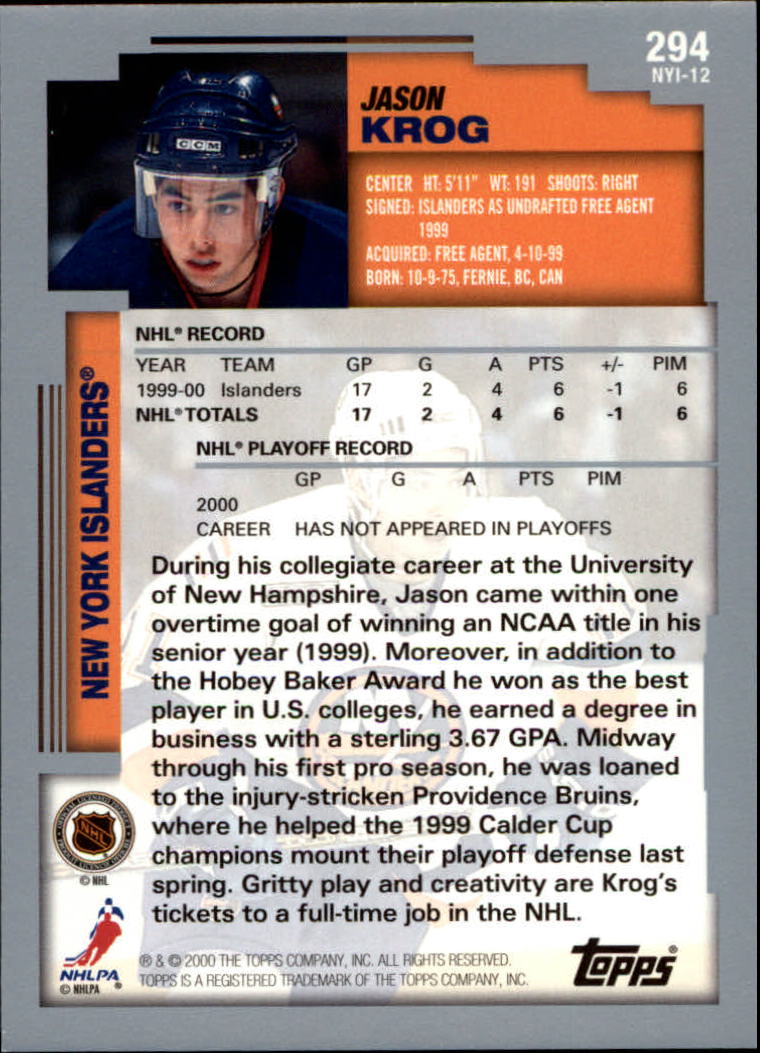 294
NYI-12
JASON
KROG
CCM
CENTER HT: 5'11" WT: 191 SHOOTS: RIGHT
SIGNED: ISLANDERS AS UNDRAFTED FREE AGENT
1999
ACQUIRED: FREE AGENT, 4-10-99
BORN: 10-9-75, FERNIE, BC, CAN
NEW YORK ISLANDERS®
NHL® RECORD
YEAR TEAM GP G A PTS +/- PIM
1999-00 Islanders 17 2 4 6 -1 6
NHL® TOTALS 17 2 4 6 -1 6
NHL® PLAYOFF RECORD
GP G A PTS PIM
2000
CAREER HAS NOT APPEARED IN PLAYOFFS
During his collegiate career at the University
of New Hampshire, Jason came within one
overtime goal of winning an NCAA title in his
senior year (1999). Moreover, in addition to
the Hobey Baker Award he won as the best
player in U.S. colleges, he earned a degree in
business with a sterling 3.67 GPA. Midway
through his first pro season, he was loaned
to the injury-stricken Providence Bruins,
where he helped the 1999 Calder Cup
champions mount their playoff defense last
spring. Gritty play and creativity are Krog's
tickets to a full-time job in the NHL.
NHL
© NHL
NHLPA
© NHLPA ®
® & © 2000 THE TOPPS COMPANY, INC. ALL RIGHTS RESERVED.
TOPPS IS A REGISTERED TRADEMARK OF THE TOPPS COMPANY, INC.
Topps®